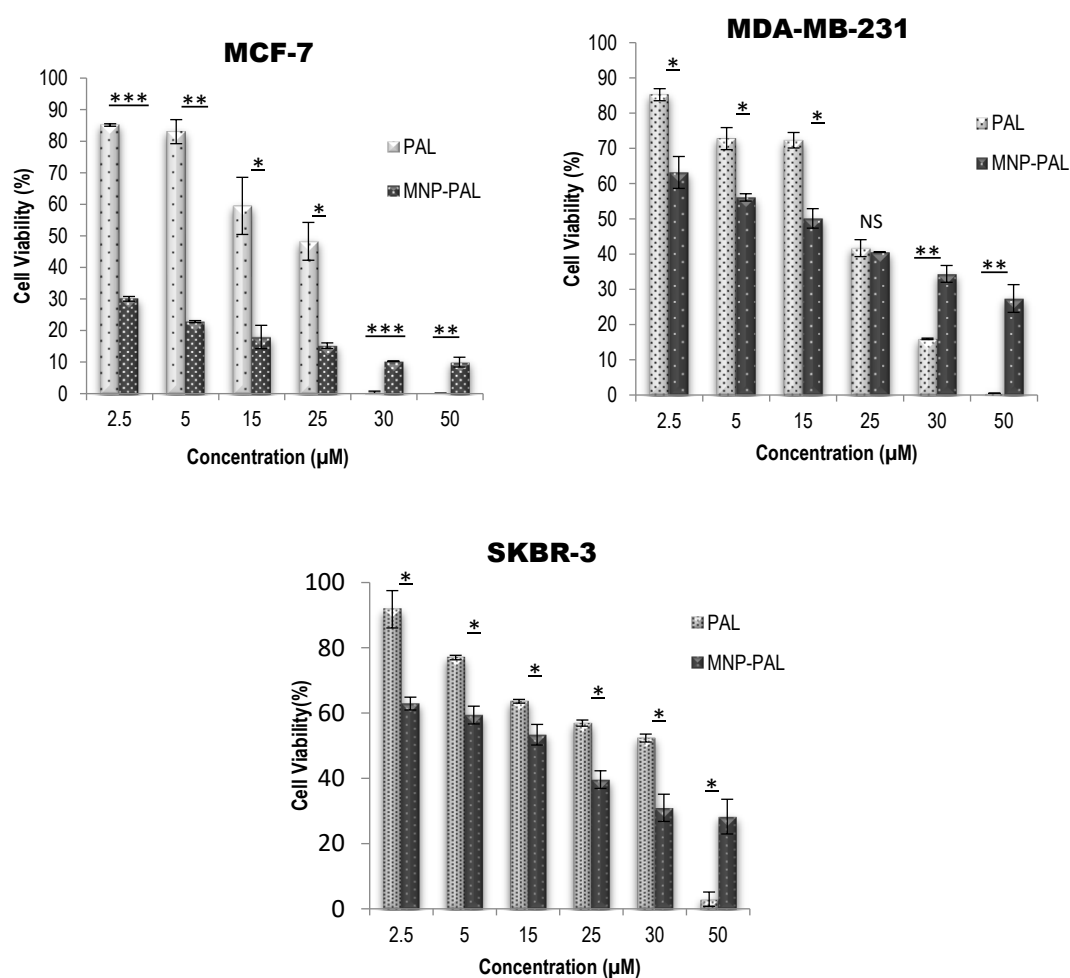 MCF-7
Cell Viability (%)
100
90
80
70
60
50
40
30
20
10
0
*** ** * * *** **
PAL
MNP-PAL
2.5 5 15 25 30 50
Concentration (µM)
MDA-MB-231
Cell Viability (%)
100
90
80
70
60
50
40
30
20
10
0
* * * NS ** **
PAL
MNP-PAL
2.5 5 15 25 30 50
Concentration (µM)
SKBR-3
Cell Viability(%)
100
80
60
40
20
0
* * * * * *
PAL
MNP-PAL
2.5 5 15 25 30 50
Concentration (µM)